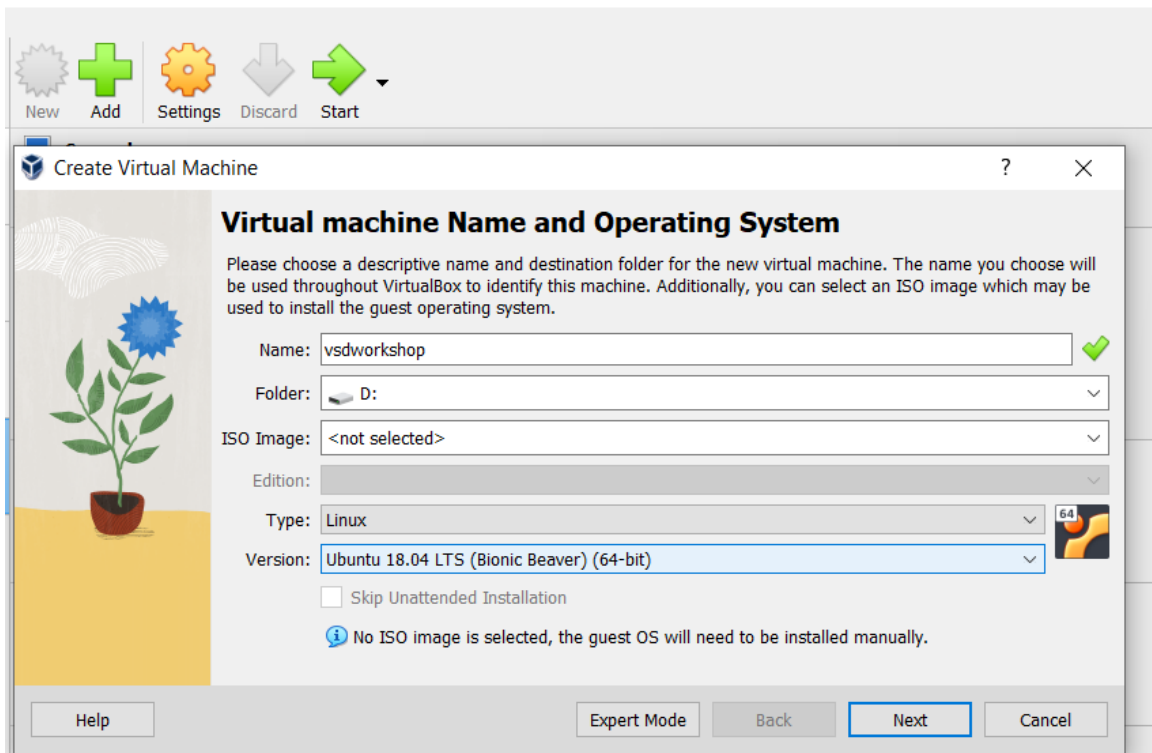 New Add Settings Discard Start
Create Virtual Machine ?
Virtual machine Name and Operating System
Please choose a descriptive name and destination folder for the new virtual machine. The name you choose will
be used throughout VirtualBox to identify this machine. Additionally, you can select an ISO image which may be
used to install the guest operating system.
Name: vsdworkshop
Folder: D:
ISO Image: <not selected>
Edition:
Type: Linux
64
Version: Ubuntu 18.04 LTS (Bionic Beaver) (64-bit)
Skip Unattended Installation
No ISO image is selected, the guest OS will need to be installed manually.
Help Expert Mode Back Next Cancel